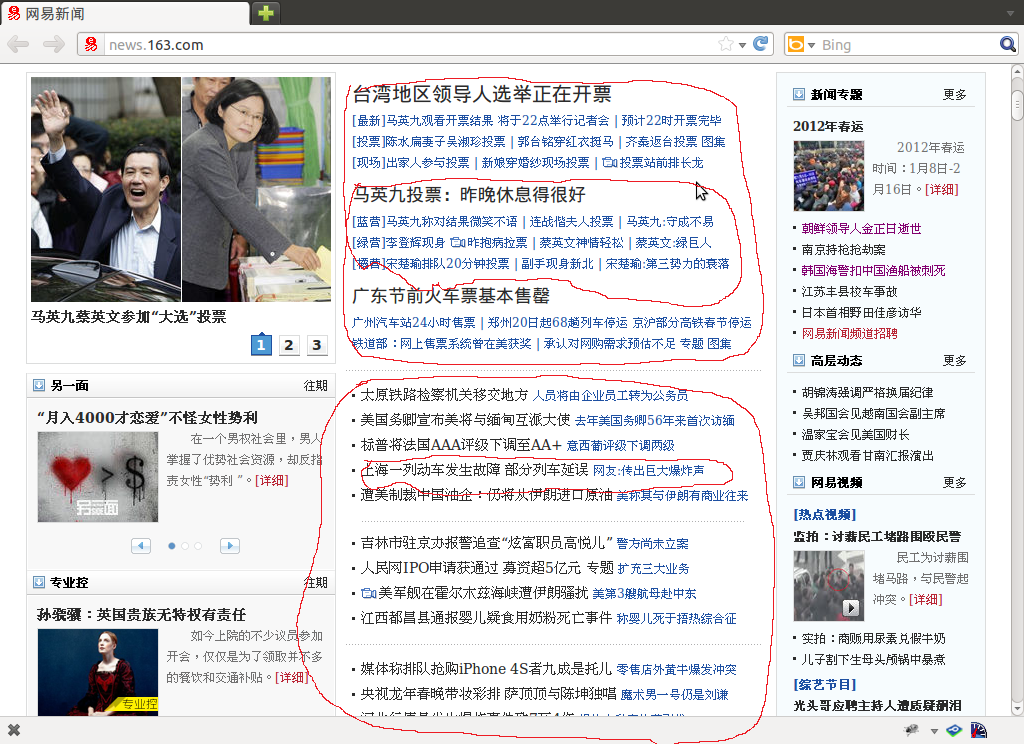 网易新闻
news.163.com
Bing
台湾地区领导人选举正在开票
[最新]马英九观看开票结果 将于22点举行记者会 | 预计22时开票完毕
[投票]陈水扁妻子吴淑珍投票 | 郭台铭穿红衣挺马 | 齐秦返台投票 图集
[现场]出家人参与投票 | 新娘穿婚纱现场投票 | 投票站前排长龙
马英九投票：昨晚休息得很好
[蓝营]马英九称对结果微笑不语 | 连战偕夫人投票 | 马英九:守成不易
[绿营]李登辉现身 昨抱病拉票 | 蔡英文神情轻松 | 蔡英文:绿巨人
[橘营]宋楚瑜排队20分钟投票 | 副手现身新北 | 宋楚瑜:第三势力的衰落
广东节前火车票基本售罄
广州汽车站24小时售票 | 郑州20日起68趟列车停运 京沪部分高铁春节停运
铁道部：网上售票系统曾在美获奖 | 承认对网购需求预估不足 专题 图集
马英九蔡英文参加“大选”投票
1 2 3
另一面 往期
“月入4000才恋爱”不怪女性势利
在一个男权社会里，男人
掌握了优势社会资源，却反指
责女性“势利”。[详细]
> $
另一面
专业控 往期
孙骁骥：英国贵族无特权有责任
如今上院的不少议员参加
开会，仅仅是为了领取并不多
的餐饮和交通补贴。[详细]
专业控
太原铁路检察机关移交地方 人员将由企业员工转为公务员
美国务卿宣布美将与缅甸互派大使 去年美国务卿56年来首次访缅
标普将法国AAA评级下调至AA+ 意西葡评级下调两级
上海一列动车发生故障 部分列车延误 网友:传出巨大爆炸声
遭美制裁中国油企：仍将从伊朗进口原油 美称其与伊朗有商业往来
吉林市驻京办报警追查“炫富职员高悦儿” 警方尚未立案
人民网IPO申请获通过 募资超5亿元 专题 扩充三大业务
美军舰在霍尔木兹海峡遭伊朗骚扰 美第3艘航母赴中东
江西都昌县通报婴儿疑食用奶粉死亡事件 称婴儿死于捂热综合征
媒体称排队抢购iPhone 4S者九成是托儿 零售店外黄牛爆发冲突
央视龙年春晚带妆彩排 萨顶顶与陈坤独唱 魔术男一号仍是刘谦
新闻专题 更多
2012年春运
2012年春运
时间：1月8日-2
月16日。[详细]
朝鲜领导人金正日逝世
南京持枪抢劫案
韩国海警扣中国渔船被刺死
江苏丰县校车事故
日本首相野田佳彦访华
网易新闻频道招聘
高层动态 更多
胡锦涛强调严格换届纪律
吴邦国会见越南国会副主席
温家宝会见美国财长
贾庆林观看甘南汇报演出
网易视频 更多
[热点视频]
监拍：讨薪民工堵路围殴民警
民工为讨薪围
堵马路，与民警起
冲突。[详细]
实拍：商贩用尿素兑假牛奶
儿子割下生母头颅锅中暴煮
[综艺节目]
光头哥应聘主持人遭质疑飙泪